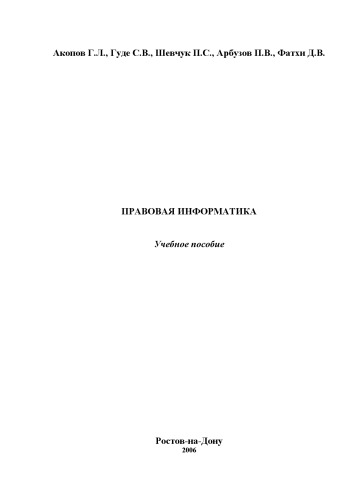 Акопов Г.Л., Гуде С.В., Шевчук П.С., Арбузов П.В., Фатхи Д.В.
ПРАВОВАЯ ИНФОРМАТИКА
Учебное пособие
Ростов-на-Дону
2006